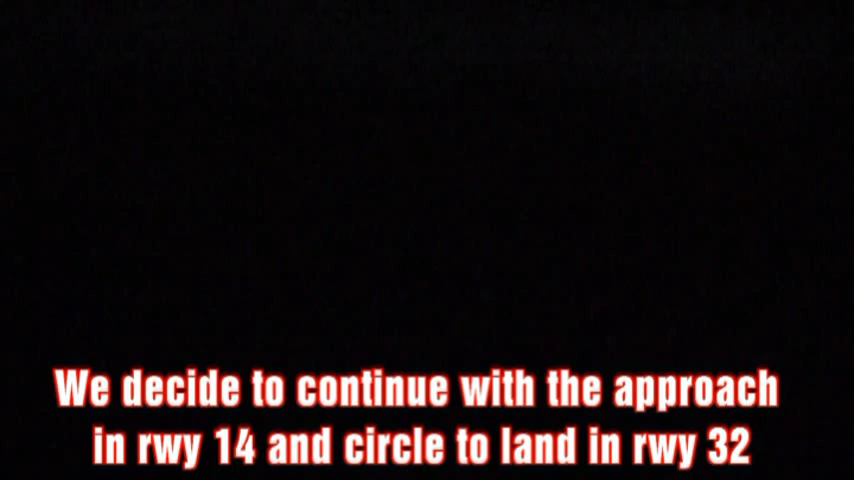 We decide to continue with the approach
in rwy 14 and circle to land in rwy 32